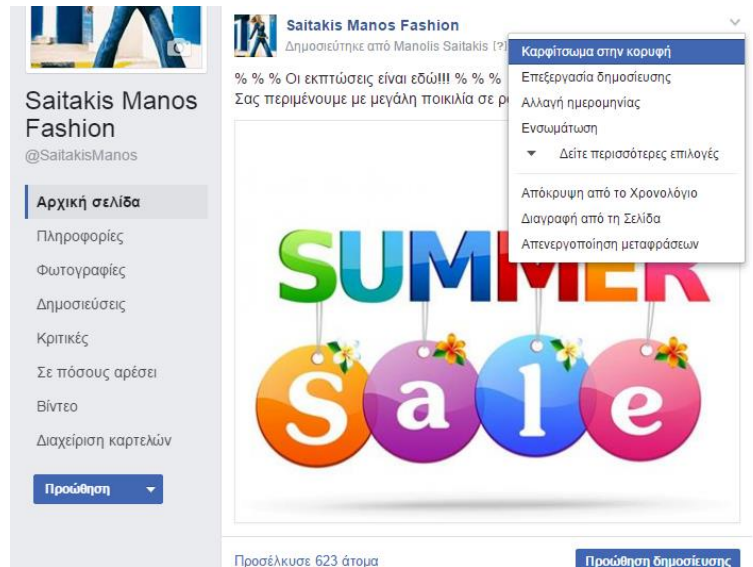 Saitakis Manos
Fashion
@SaitakisManos
Αρχική σελίδα
Πληροφορίες
Φωτογραφίες
Δημοσιεύσεις
Κριτικές
Σε πόσους αρέσει
Βίντεο
Διαχείριση καρτελών
Προώθηση
Saitakis Manos Fashion
Δημοσιεύτηκε από Manolis Saitakis [?]
% % % Οι εκπτώσεις είναι εδώ!!! % % %
Σας περιμένουμε με μεγάλη ποικιλία σε
Καρφίτσωμα στην κορυφή
Επεξεργασία δημοσίευσης
Αλλαγή ημερομηνίας
Ενσωμάτωση
Δείτε περισσότερες επιλογές
Απόκρυψη από το Χρονολόγιο
Διαγραφή από τη Σελίδα
Απενεργοποίηση μεταφράσεων
SUMMER
Sale
Προσέλκυσε 623 άτομα
Προώθηση δημοσίευσης